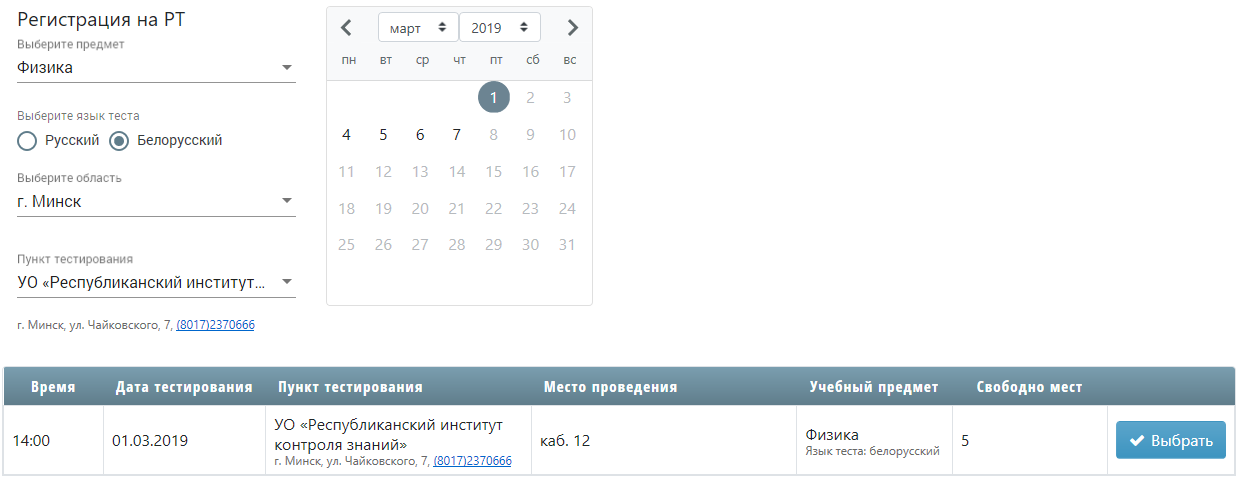 Регистрация на РТ
Выберите предмет
Физика
Выберите язык теста
Русский Белорусский
Выберите область
г. Минск
Пункт тестирования
УО «Республиканский институт...
г. Минск, ул. Чайковского, 7, (8017)2370666
март 2019
пн вт ср чт пт сб вс
1 2 3
4 5 6 7 8 9 10
11 12 13 14 15 16 17
18 19 20 21 22 23 24
25 26 27 28 29 30 31
Время Дата тестирования Пункт тестирования Место проведения Учебный предмет Свободно мест
14:00 01.03.2019 УО «Республиканский институт контроля знаний» каб. 12 Физика 5 Выбрать
г. Минск, ул. Чайковского, 7, (8017)2370666 Язык теста: белорусский